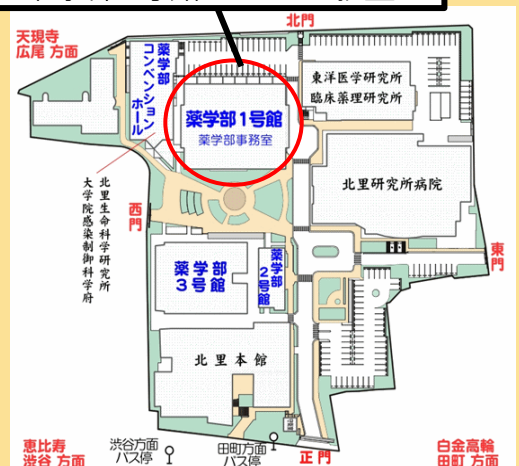 北門
天現寺
広尾 方面
薬学部
コンベンション
ホール
薬学部1号館
薬学部事務室
東洋医学研究所
臨床薬理研究所
北里研究所病院
北里生命科学研究所
大学院感染制御科学府
西門
東門
薬学部
3号館
薬学部
2号館
北里本館
恵比寿
渋谷 方面
渋谷方面
バス停
田町方面
バス停
正門
白金高輪
田町 方面